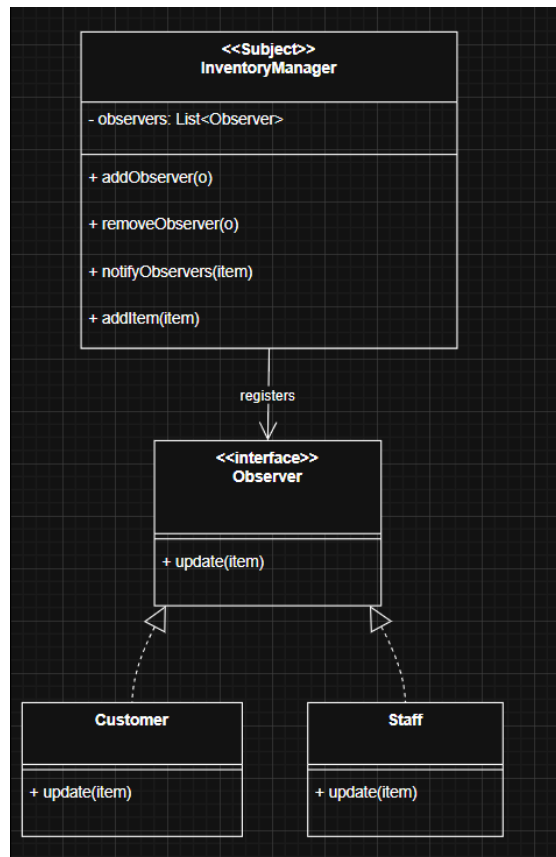 <<Subject>>
InventoryManager
- observers: List<Observer>
+ addObserver(o)
+ removeObserver(o)
+ notifyObservers(item)
+ addItem(item)
registers
<<interface>>
Observer
+ update(item)
Customer
+ update(item)
Staff
+ update(item)